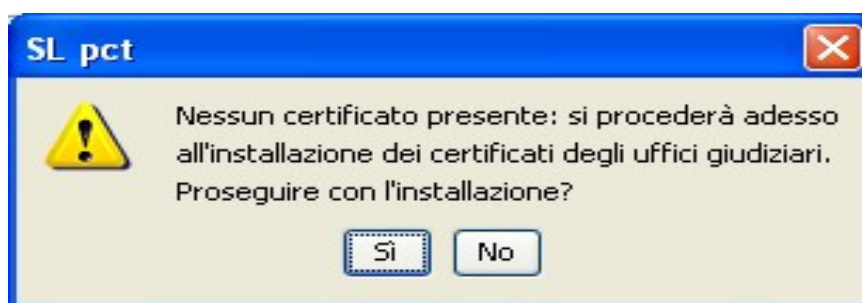 SL pct
Nessun certificato presente: si procederà adesso
all'installazione dei certificati degli uffici giudiziari.
Proseguire con l'installazione?
Sì
No